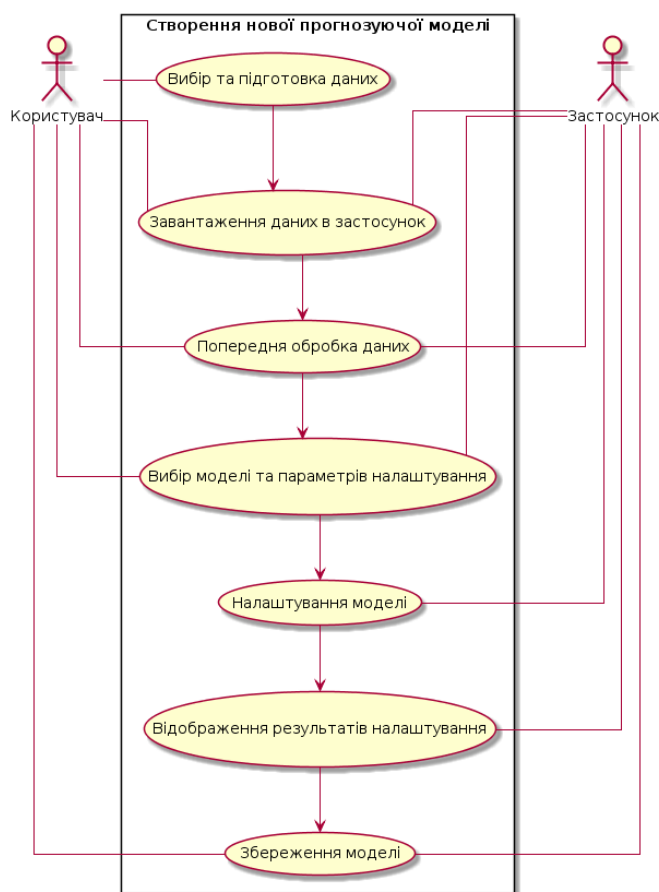 Створення нової прогнозуючої моделі
Вибір та підготовка даних
Користувач
Застосунок
Завантаження даних в застосунок
Попередня обробка даних
Вибір моделі та параметрів налаштування
Налаштування моделі
Відображення результатів налаштування
Збереження моделі